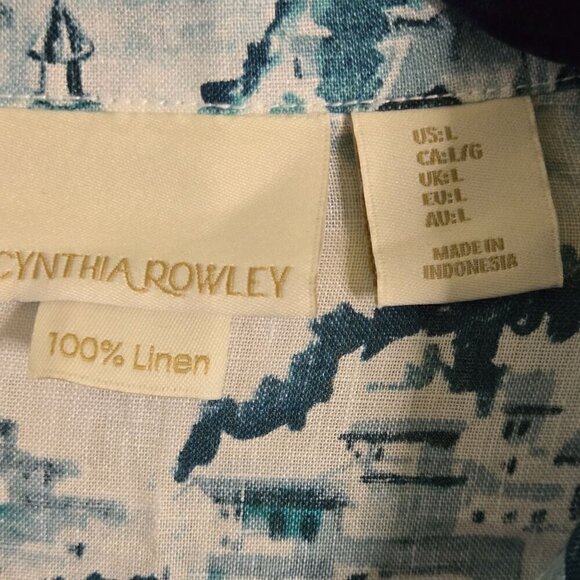 CYNTHIA ROWLEY
100% Linen
US:L
CA:L/G
UK:L
EU:L
AU:L
MADE IN
INDONESIA